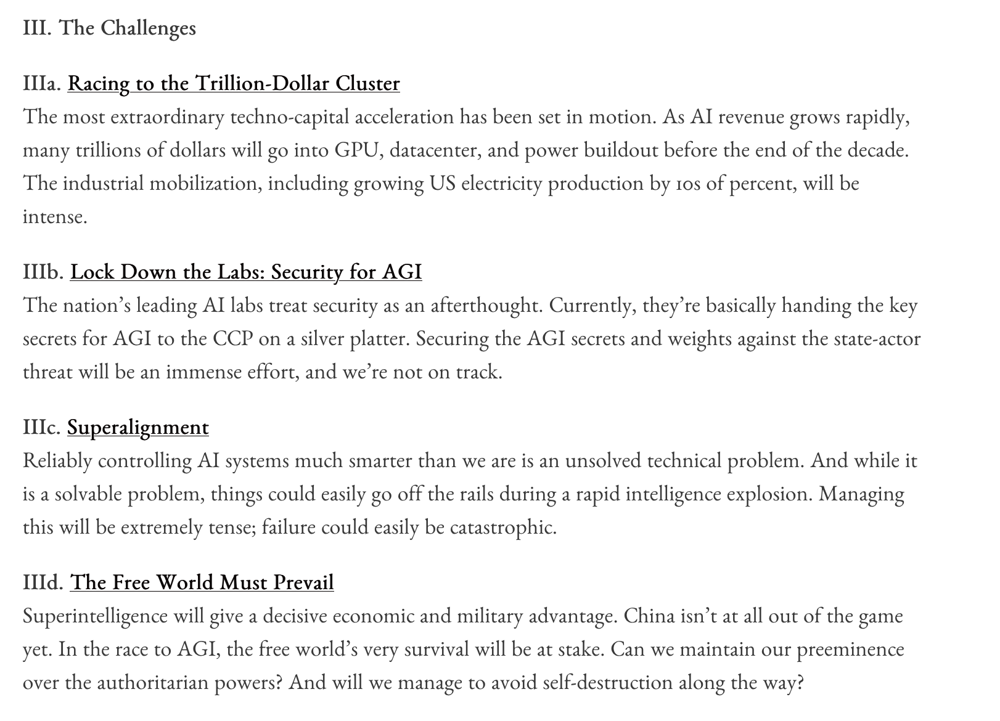 III. The Challenges
IIIa. Racing to the Trillion-Dollar Cluster
The most extraordinary techno-capital acceleration has been set in motion. As AI revenue grows rapidly,
many trillions of dollars will go into GPU, datacenter, and power buildout before the end of the decade.
The industrial mobilization, including growing US electricity production by 10s of percent, will be
intense.
IIIb. Lock Down the Labs: Security for AGI
The nation’s leading AI labs treat security as an afterthought. Currently, they’re basically handing the key
secrets for AGI to the CCP on a silver platter. Securing the AGI secrets and weights against the state-actor
threat will be an immense effort, and we’re not on track.
IIIc. Superalignment
Reliably controlling AI systems much smarter than we are is an unsolved technical problem. And while it
is a solvable problem, things could easily go off the rails during a rapid intelligence explosion. Managing
this will be extremely tense; failure could easily be catastrophic.
IIId. The Free World Must Prevail
Superintelligence will give a decisive economic and military advantage. China isn’t at all out of the game
yet. In the race to AGI, the free world’s very survival will be at stake. Can we maintain our preeminence
over the authoritarian powers? And will we manage to avoid self-destruction along the way?